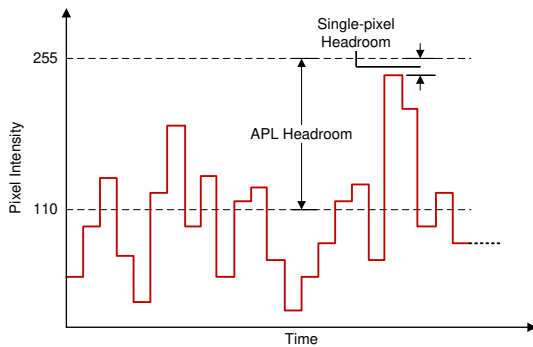 Single-pixel
Headroom
255
APL Headroom
Pixel Intensity
110
Time